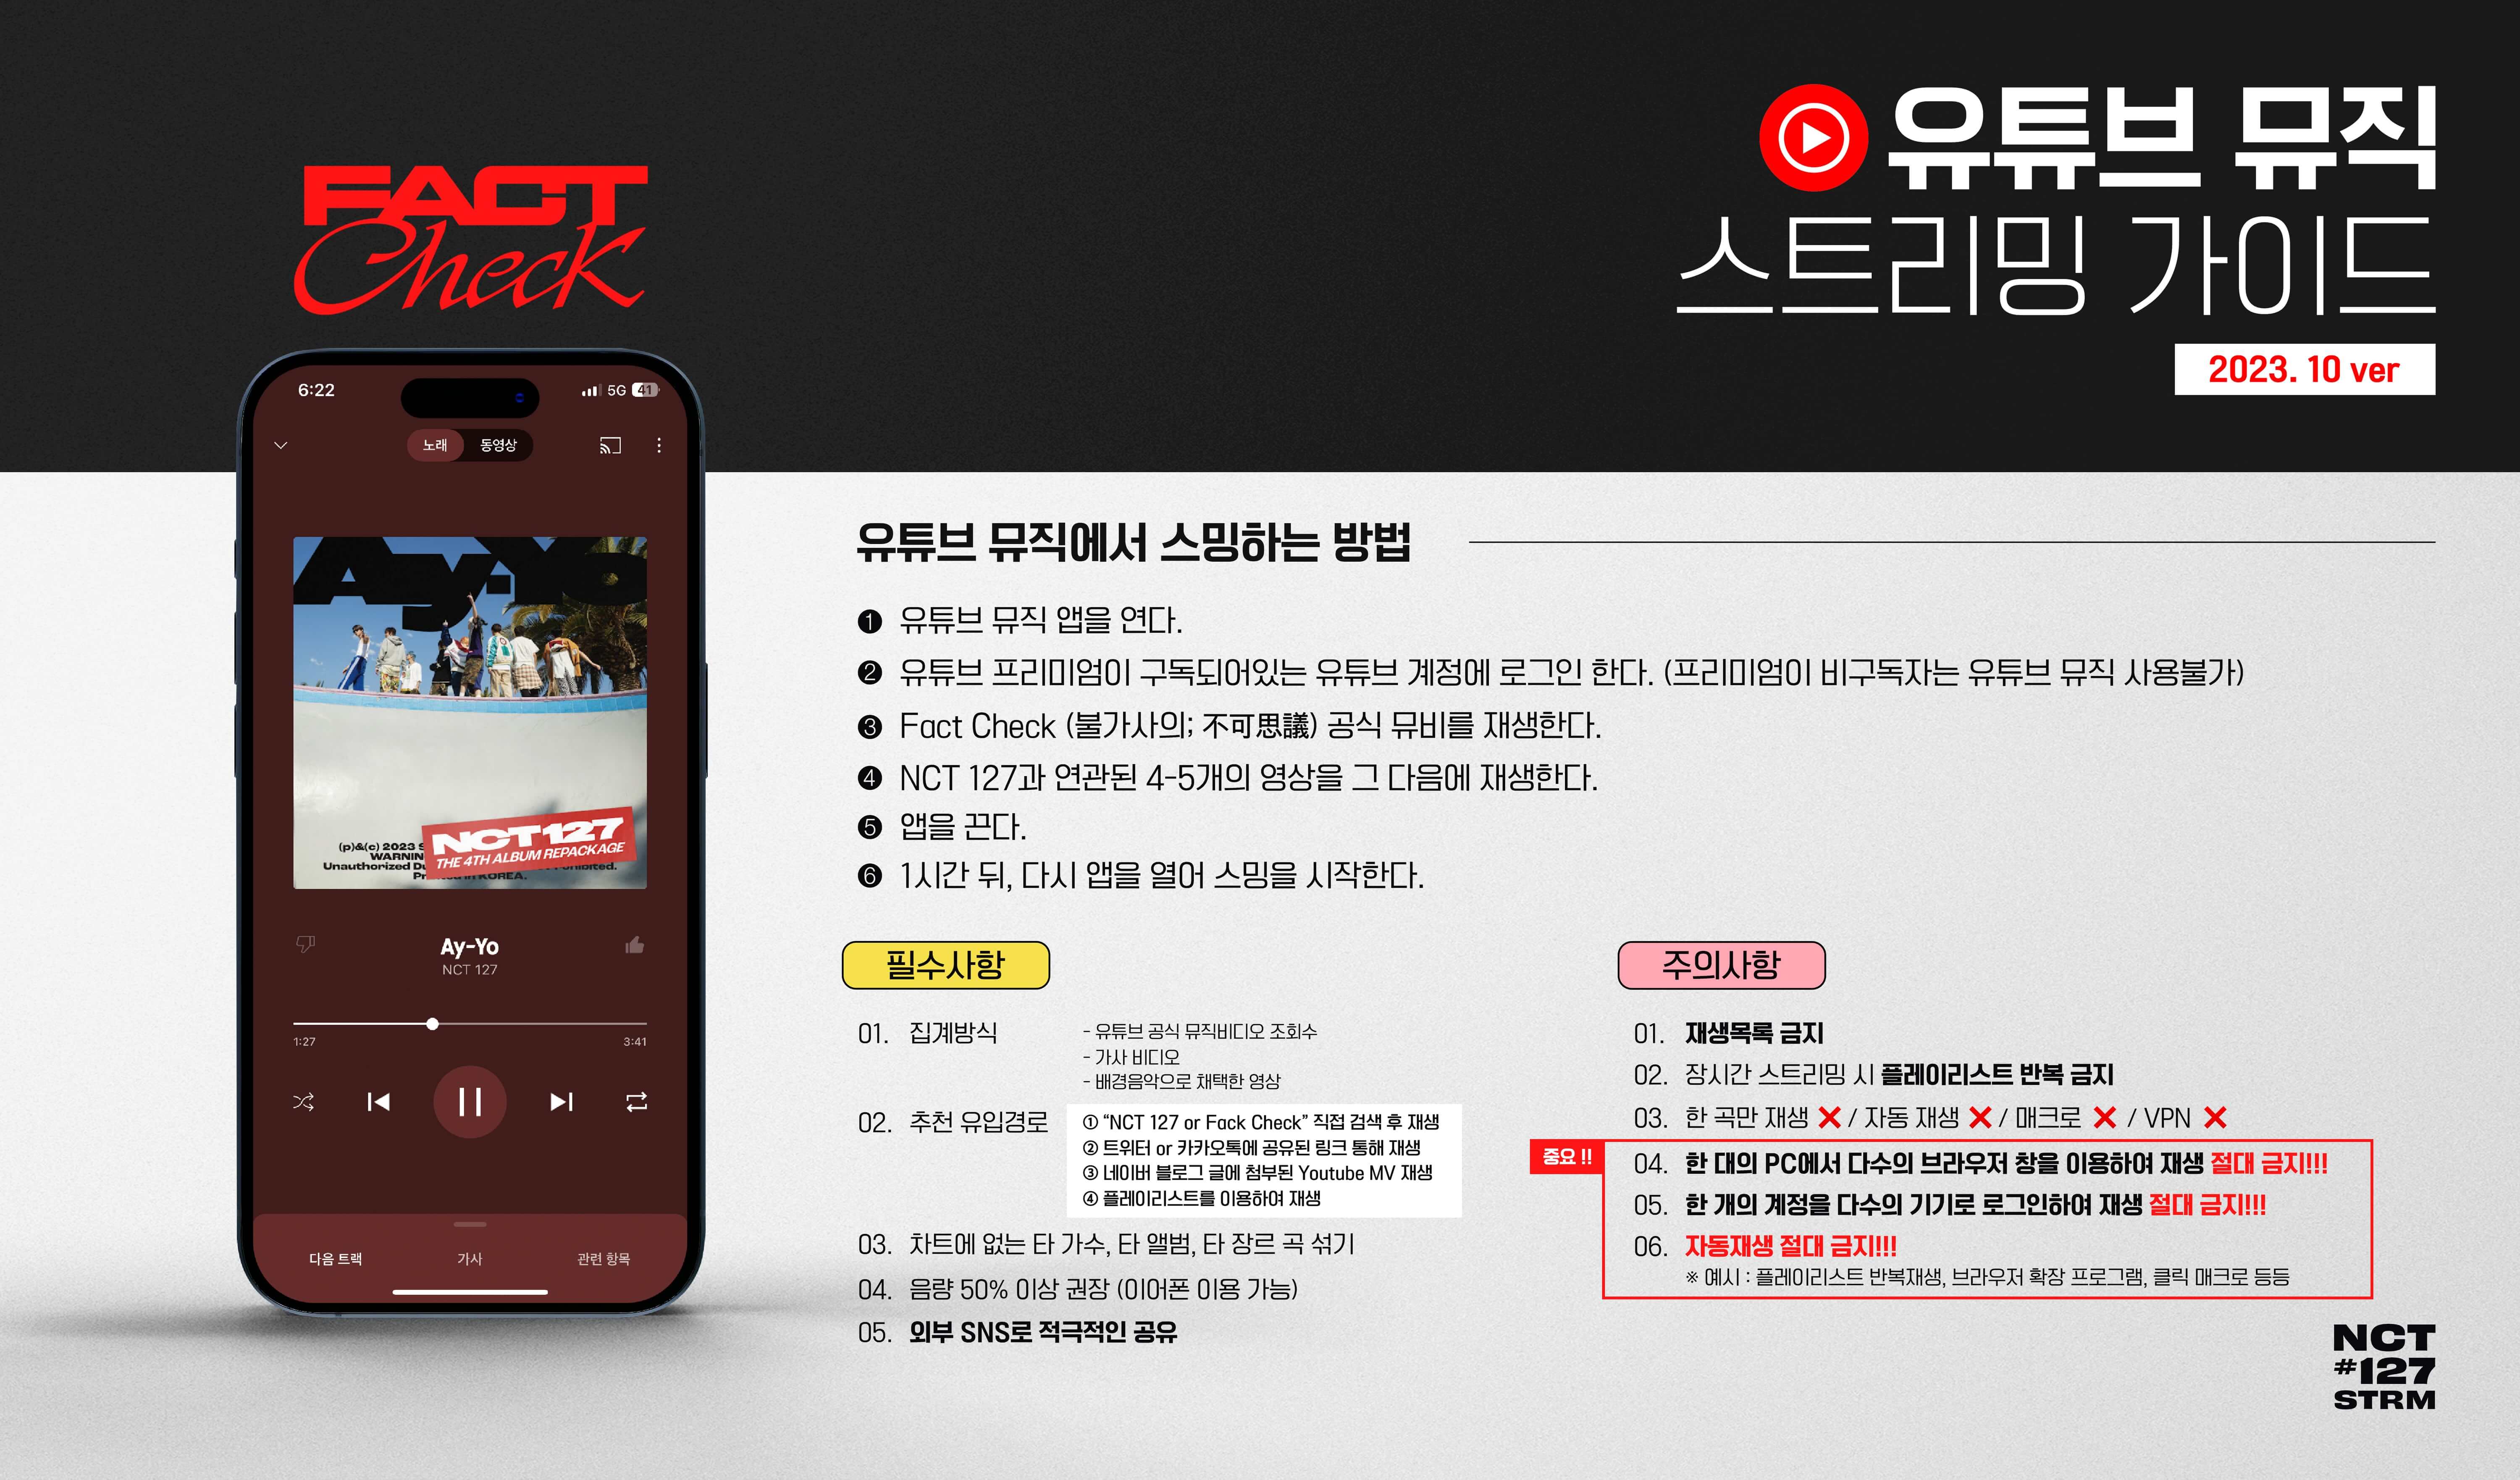 유튜브 뮤직
스트리밍 가이드
2023. 10 ver
FACT
Check
6:22
5G 41
노래 동영상
Ay-Yo
(p)&(c) 2023
NCT127
THE 4TH ALBUM REPACKAGE
Unauthorized
KOREA.
Ay-Yo
NCT 127
1:27 3:41
다음 트랙 가사 관련 항목
유튜브 뮤직에서 스밍하는 방법
❶ 유튜브 뮤직 앱을 연다.
❷ 유튜브 프리미엄이 구독되어있는 유튜브 계정에 로그인 한다. (프리미엄이 비구독자는 유튜브 뮤직 사용불가)
❸ Fact Check (불가사의; 不可思議) 공식 뮤비를 재생한다.
❹ NCT 127과 연관된 4-5개의 영상을 그 다음에 재생한다.
❺ 앱을 끈다.
❻ 1시간 뒤, 다시 앱을 열어 스밍을 시작한다.
필수사항
01. 집계방식
- 유튜브 공식 뮤직비디오 조회수
- 가사 비디오
- 배경음악으로 채택한 영상
02. 추천 유입경로
① “NCT 127 or Fack Check” 직접 검색 후 재생
② 트위터 or 카카오톡에 공유된 링크 통해 재생
③ 네이버 블로그 글에 첨부된 Youtube MV 재생
④ 플레이리스트를 이용하여 재생
03. 차트에 없는 타 가수, 타 앨범, 타 장르 곡 섞기
04. 음량 50% 이상 권장 (이어폰 이용 가능)
05. 외부 SNS로 적극적인 공유
주의사항
01. 재생목록 금지
02. 장시간 스트리밍 시 플레이리스트 반복 금지
03. 한 곡만 재생 ❌ / 자동 재생 ❌ / 매크로 ❌ / VPN ❌
중요 !!
04. 한 대의 PC에서 다수의 브라우저 창을 이용하여 재생 절대 금지!!!
05. 한 개의 계정을 다수의 기기로 로그인하여 재생 절대 금지!!!
06. 자동재생 절대 금지!!!
※ 예시 : 플레이리스트 반복재생, 브라우저 확장 프로그램, 클릭 매크로 등등
NCT
#127
STRM